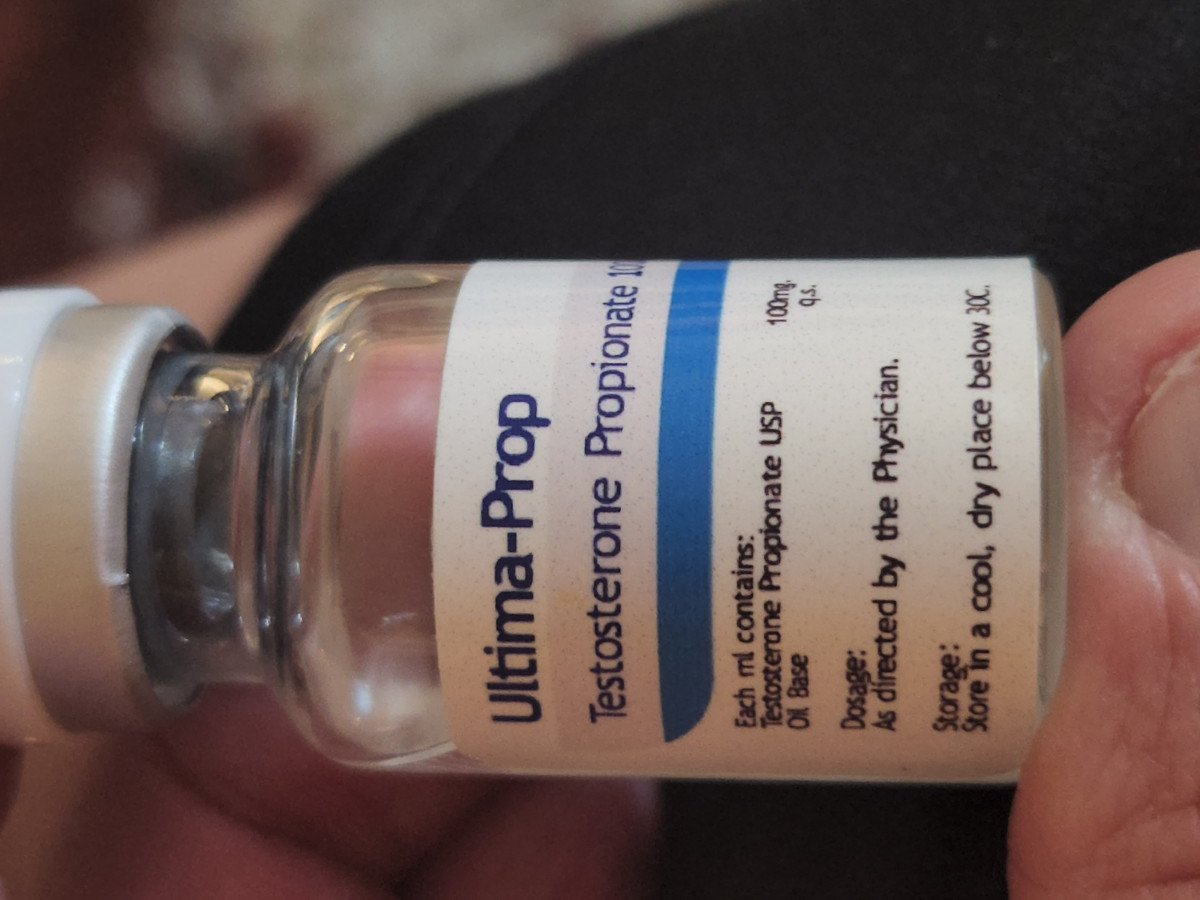 Ultima-Prop
Testosterone Propionate
Each ml contains:
Testosterone Propionate USP 100mg.
Oil Base q.s.
Dosage:
As directed by the Physician.
Storage:
Store in a cool, dry place below 30C.